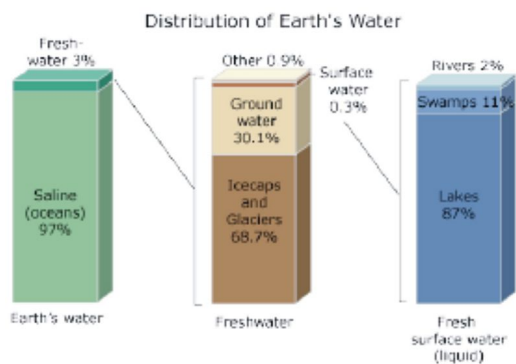 Distribution of Earth's Water
Fresh-
water 3%
Saline
(oceans)
97%
Earth's water
Other 0.9%
Ground
water
30.1%
Icecaps
and
Glaciers
68.7%
Freshwater
Surface
water
0.3%
Rivers 2%
Swamps 11%
Lakes
87%
Fresh
surface water
(liquid)